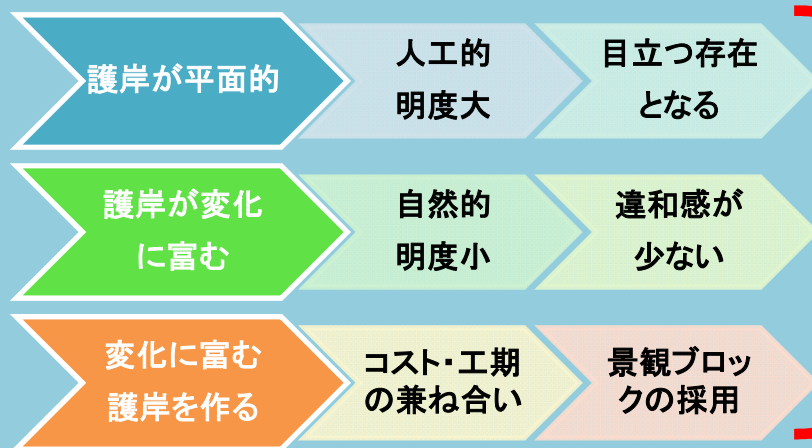 護岸が平面的
人工的
明度大
目立つ存在
となる
護岸が変化
に富む
自然的
明度小
違和感が
少ない
変化に富む
護岸を作る
コスト・工期
の兼ね合い
景観ブロッ
クの採用